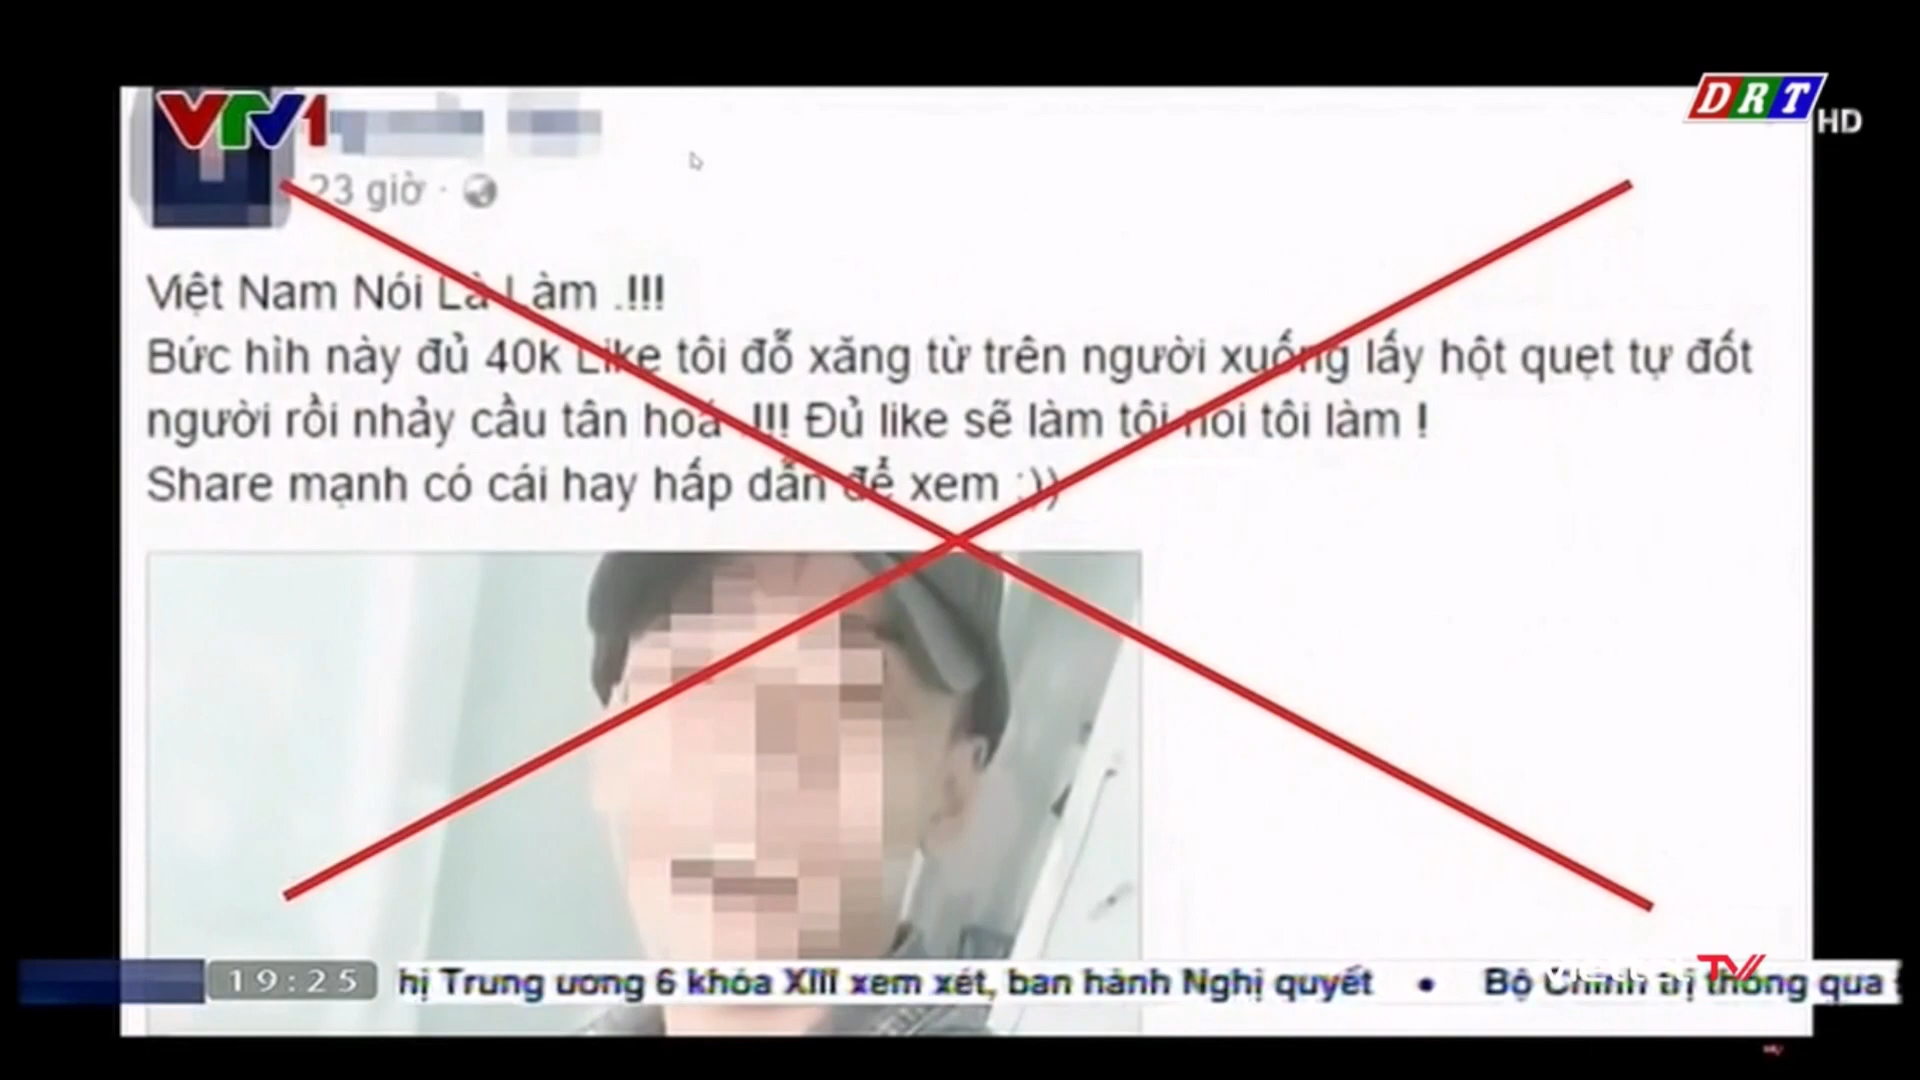 VTV1
DRT HD
23 giờ ·
Việt Nam Nói Là Làm .!!!
Bức hìh này đủ 40k Like tôi đỗ xăng từ trên người xuống lấy hột quẹt tự đốt
người rồi nhảy cầu tân hoá .!!! Đủ like sẽ làm tôi nói tôi làm !
Share mạnh có cái hay hấp dẫn để xem :))
19:25 hị Trung ương 6 khóa XIII xem xét, ban hành Nghị quyết • Bộ Chính trị thông qua
TV